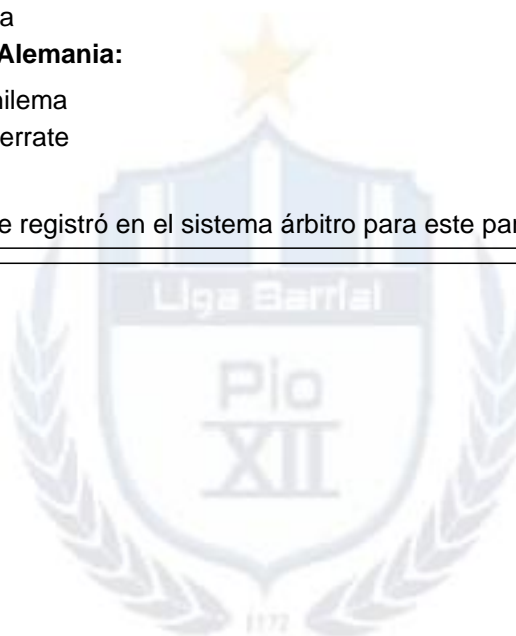 a
Alemania:
ilema
errate
e registró en el sistema árbitro para este par
Liga Barrial
Pio
XII